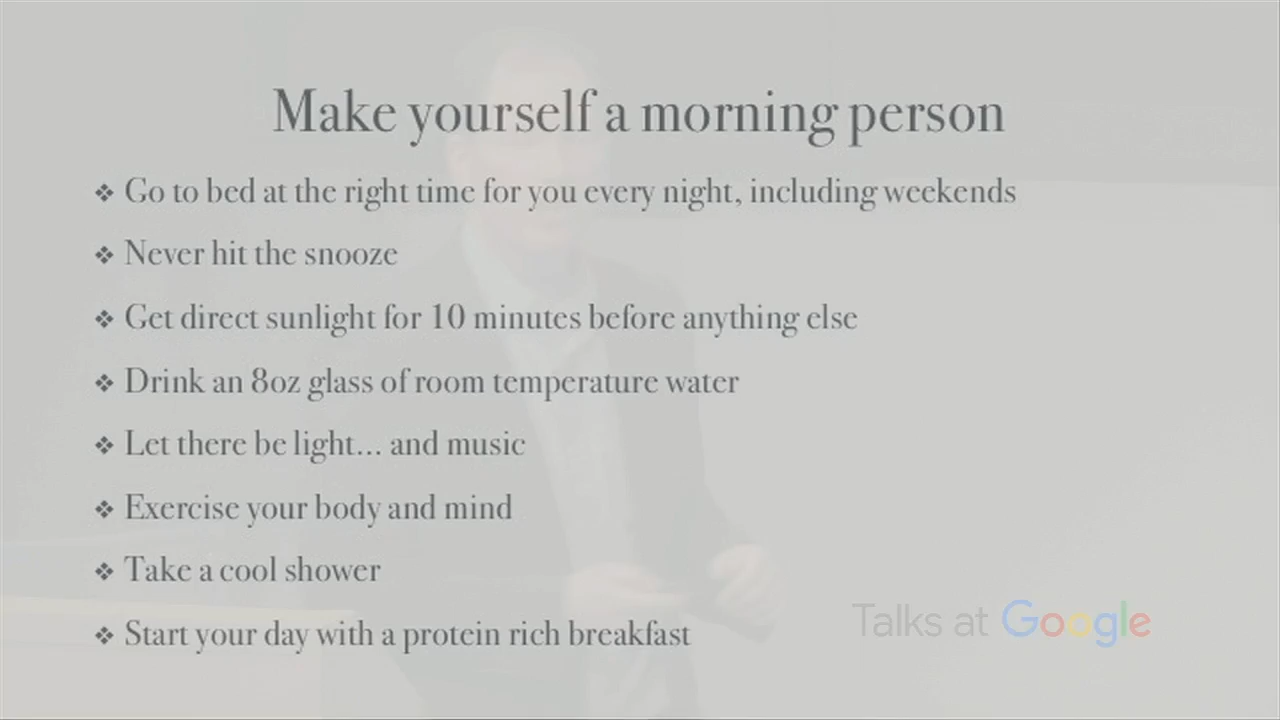 Make yourself a morning person
❖ Go to bed at the right time for you every night, including weekends
❖ Never hit the snooze
❖ Get direct sunlight for 10 minutes before anything else
❖ Drink an 8oz glass of room temperature water
❖ Let there be light... and music
❖ Exercise your body and mind
❖ Take a cool shower
❖ Start your day with a protein rich breakfast
Talks at Google